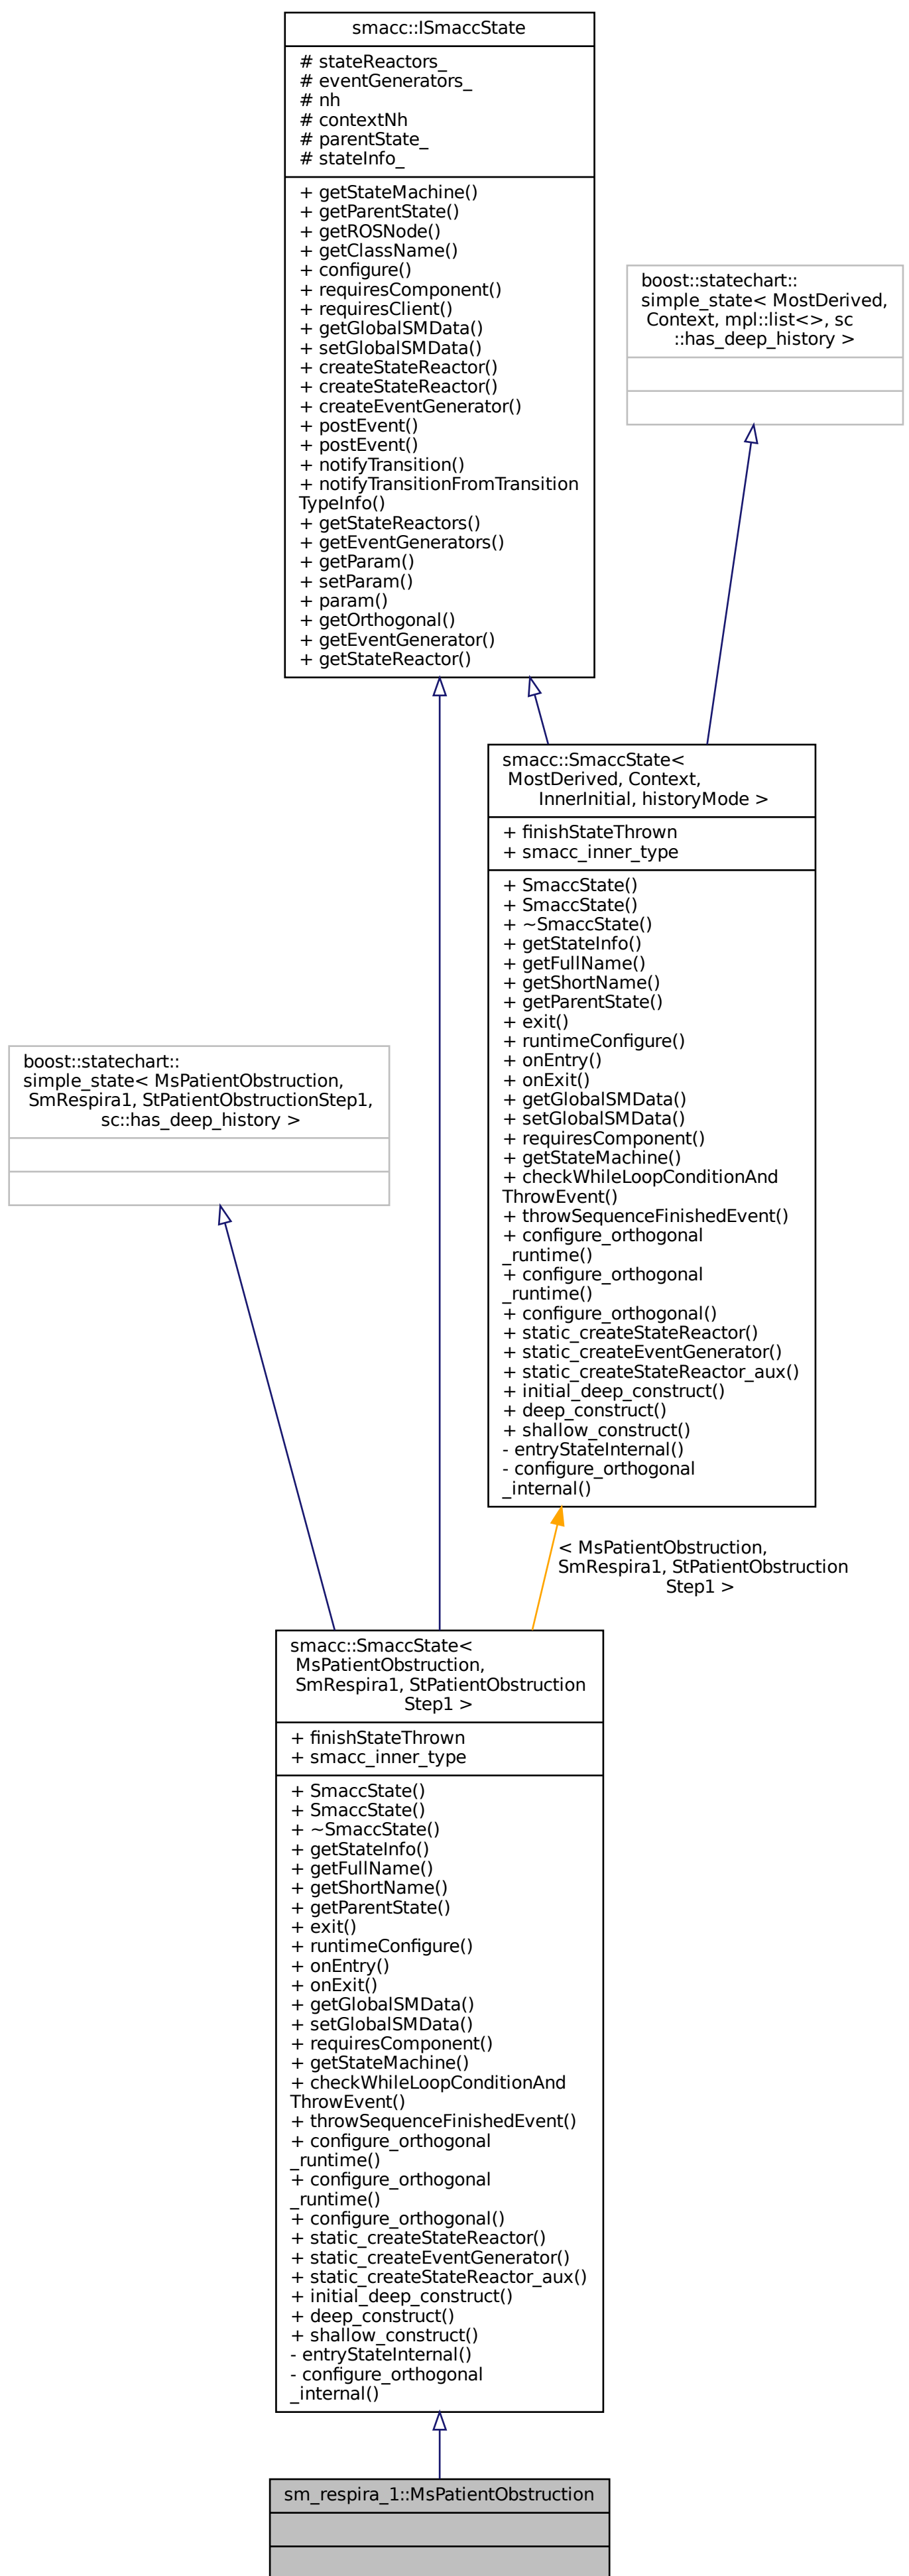 smacc::ISmaccState
# stateReactors_
# eventGenerators_
# nh
# contextNh
# parentState_
# stateInfo_
+ getStateMachine()
+ getParentState()
+ getROSNode()
+ getClassName()
+ configure()
+ requiresComponent()
+ requiresClient()
+ getGlobalSMData()
+ setGlobalSMData()
+ createStateReactor()
+ createStateReactor()
+ createEventGenerator()
+ postEvent()
+ postEvent()
+ notifyTransition()
+ notifyTransitionFromTransition
TypeInfo()
+ getStateReactors()
+ getEventGenerators()
+ getParam()
+ setParam()
+ param()
+ getOrthogonal()
+ getEventGenerator()
+ getStateReactor()
boost::statechart::
simple_state< MostDerived,
Context, mpl::list<>, sc
::has_deep_history >
smacc::SmaccState<
MostDerived, Context,
InnerInitial, historyMode >
+ finishStateThrown
+ smacc_inner_type
+ SmaccState()
+ SmaccState()
+ ~SmaccState()
+ getStateInfo()
+ getFullName()
+ getShortName()
+ getParentState()
+ exit()
+ runtimeConfigure()
+ onEntry()
+ onExit()
+ getGlobalSMData()
+ setGlobalSMData()
+ requiresComponent()
+ getStateMachine()
+ checkWhileLoopConditionAnd
ThrowEvent()
+ throwSequenceFinishedEvent()
+ configure_orthogonal
_runtime()
+ configure_orthogonal
_runtime()
+ configure_orthogonal()
+ static_createStateReactor()
+ static_createEventGenerator()
+ static_createStateReactor_aux()
+ initial_deep_construct()
+ deep_construct()
+ shallow_construct()
- entryStateInternal()
- configure_orthogonal
_internal()
boost::statechart::
simple_state< MsPatientObstruction,
SmRespira1, StPatientObstructionStep1,
sc::has_deep_history >
< MsPatientObstruction,
SmRespira1, StPatientObstruction
Step1 >
smacc::SmaccState<
MsPatientObstruction,
SmRespira1, StPatientObstruction
Step1 >
+ finishStateThrown
+ smacc_inner_type
+ SmaccState()
+ SmaccState()
+ ~SmaccState()
+ getStateInfo()
+ getFullName()
+ getShortName()
+ getParentState()
+ exit()
+ runtimeConfigure()
+ onEntry()
+ onExit()
+ getGlobalSMData()
+ setGlobalSMData()
+ requiresComponent()
+ getStateMachine()
+ checkWhileLoopConditionAnd
ThrowEvent()
+ throwSequenceFinishedEvent()
+ configure_orthogonal
_runtime()
+ configure_orthogonal
_runtime()
+ configure_orthogonal()
+ static_createStateReactor()
+ static_createEventGenerator()
+ static_createStateReactor_aux()
+ initial_deep_construct()
+ deep_construct()
+ shallow_construct()
- entryStateInternal()
- configure_orthogonal
_internal()
sm_respira_1::MsPatientObstruction